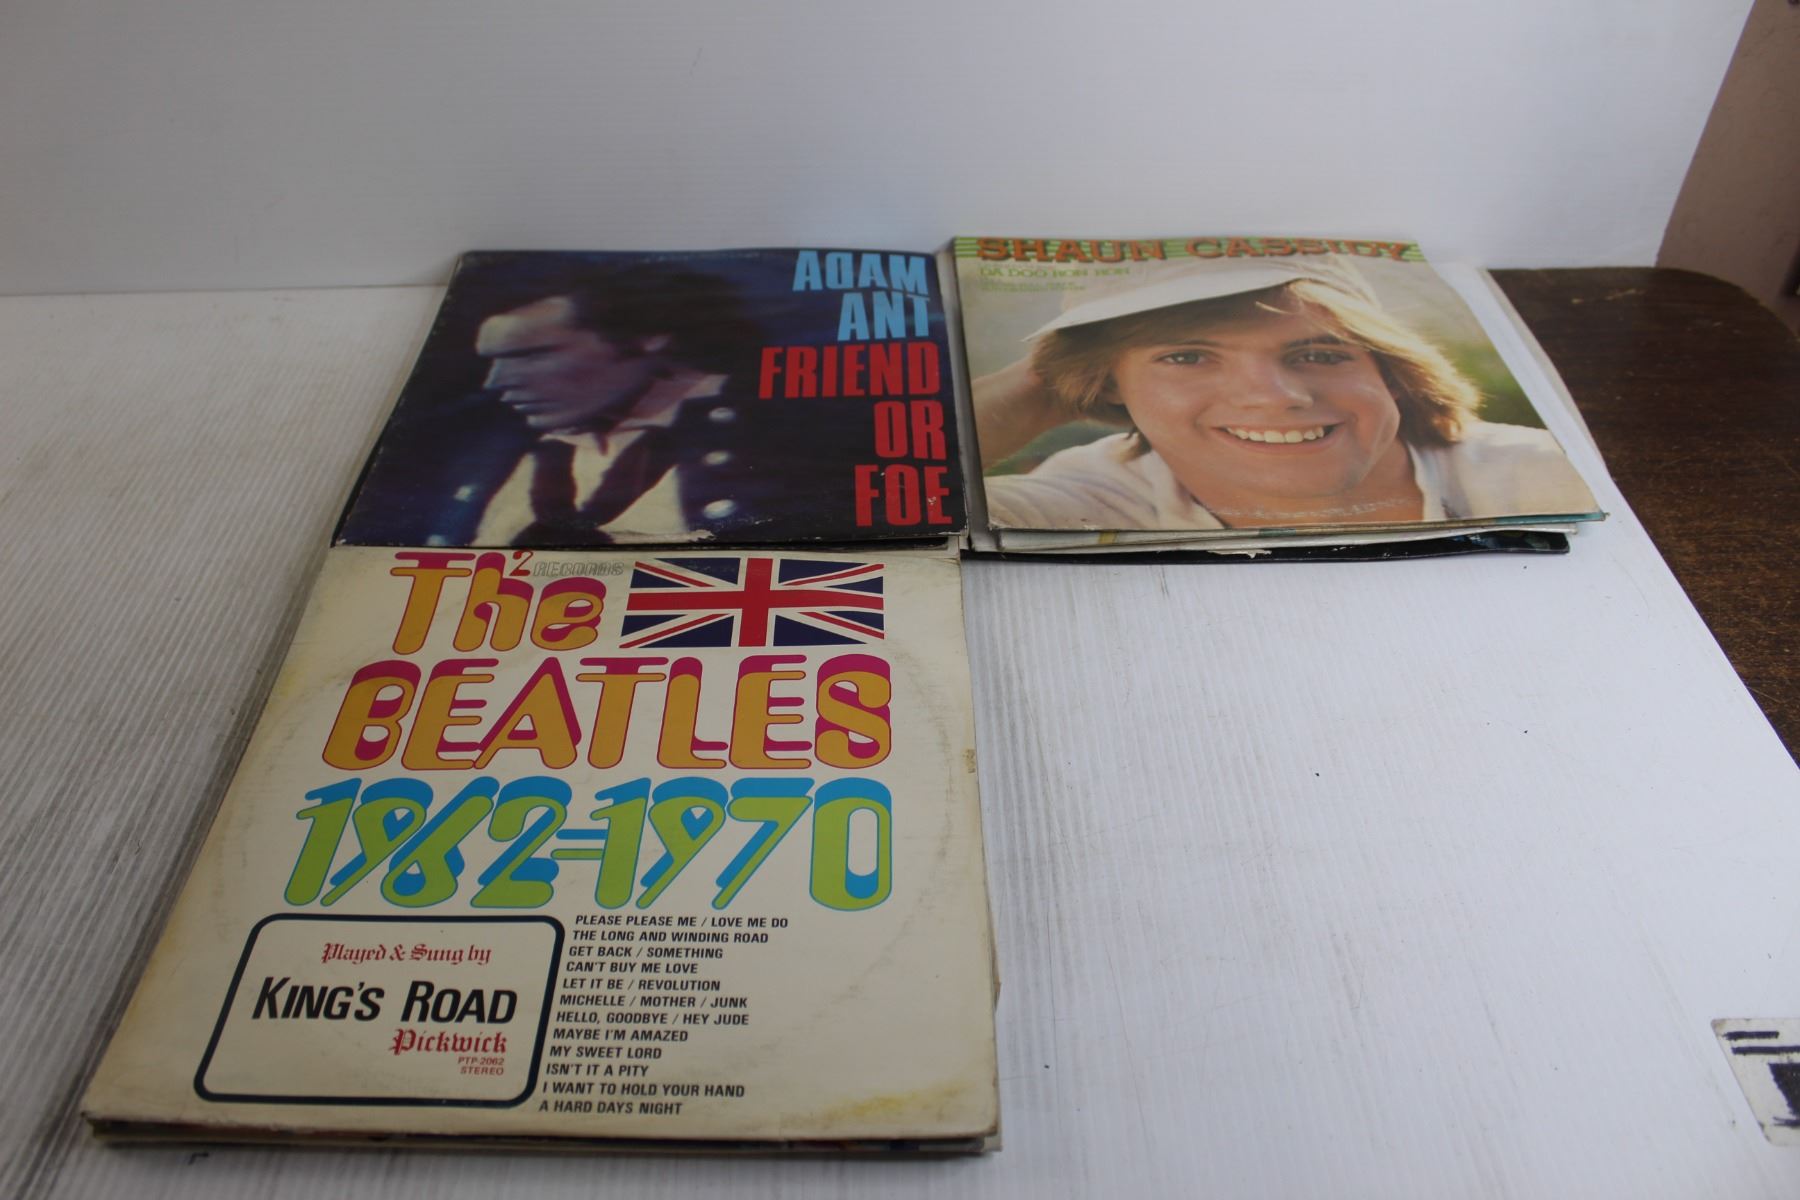 ADAM
ANT
FRIEND
OR
FOE
SHAUN CASSIDY
DA DOO RON RON
2 RECORDS
The
BEATLES
1962-1970
Played & Sung by
KING'S ROAD
Pickwick
PTP-2062
STEREO
PLEASE PLEASE ME / LOVE ME DO
THE LONG AND WINDING ROAD
GET BACK / SOMETHING
CAN'T BUY ME LOVE
LET IT BE / REVOLUTION
MICHELLE / MOTHER / JUNK
HELLO, GOODBYE / HEY JUDE
MAYBE I'M AMAZED
MY SWEET LORD
ISN'T IT A PITY
I WANT TO HOLD YOUR HAND
A HARD DAYS NIGHT